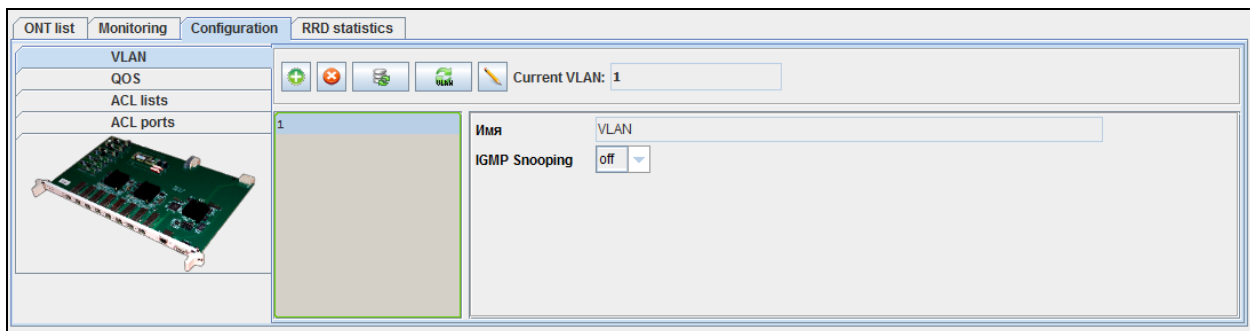 ONT list Monitoring Configuration RRD statistics
VLAN
QOS
ACL lists
ACL ports
VLAN Current VLAN: 1
1
Имя VLAN
IGMP Snooping off